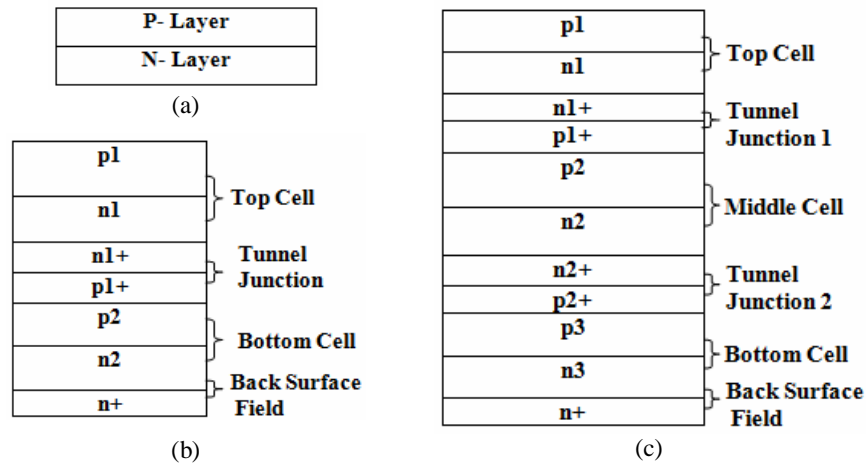 P- Layer
N- Layer
(a)
p1
n1
Top Cell
n1+
p1+
Tunnel
Junction
p2
n2
Bottom Cell
n+
Back Surface
Field
(b)
p1
n1
Top Cell
n1+
p1+
Tunnel
Junction 1
p2
n2
Middle Cell
n2+
p2+
Tunnel
Junction 2
p3
n3
Bottom Cell
n+
Back Surface
Field
(c)